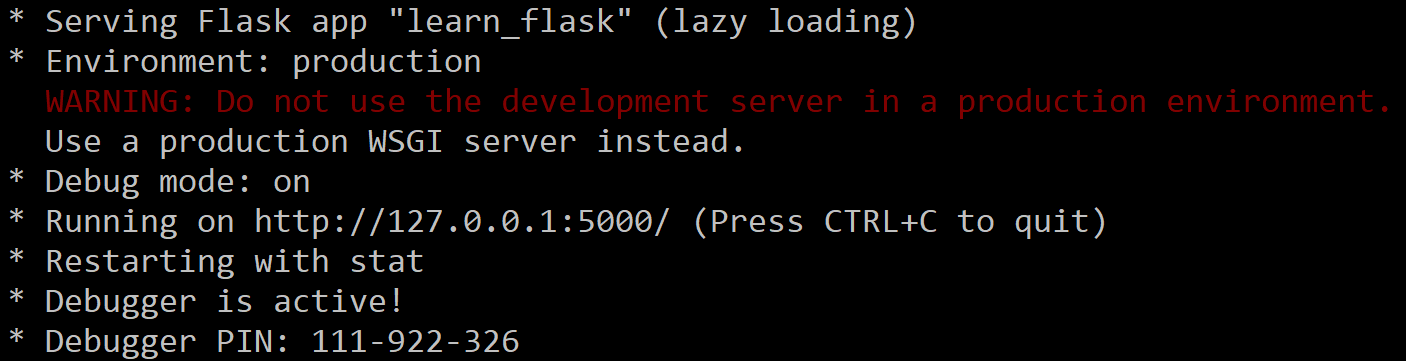 * Serving Flask app "learn_flask" (lazy loading)
* Environment: production
  WARNING: Do not use the development server in a production environment.
  Use a production WSGI server instead.
* Debug mode: on
* Running on http://127.0.0.1:5000/ (Press CTRL+C to quit)
* Restarting with stat
* Debugger is active!
* Debugger PIN: 111-922-326